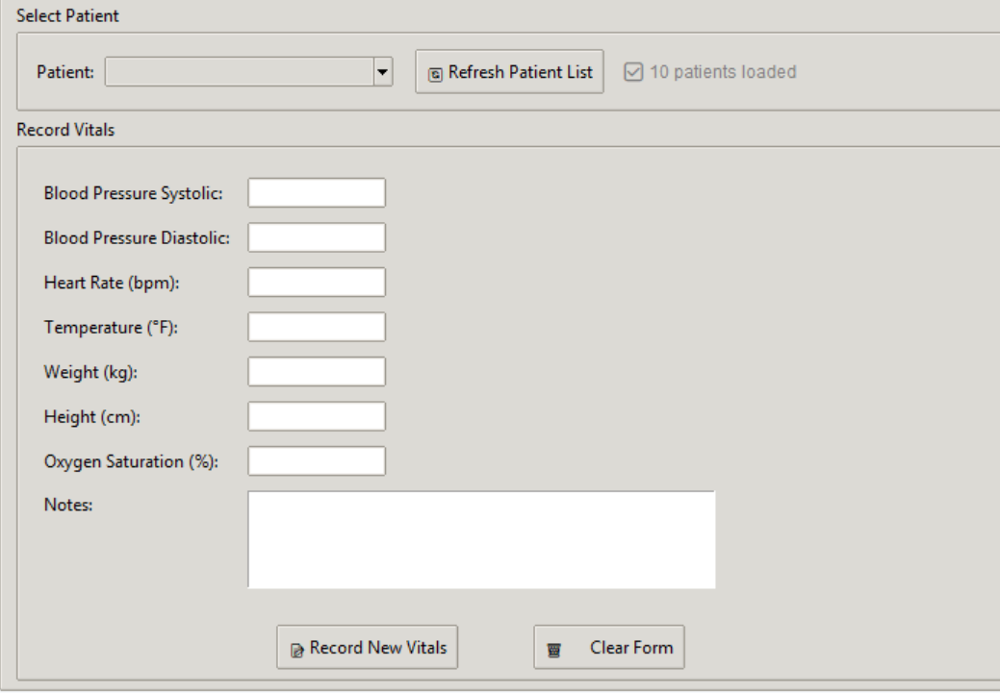 Select Patient
Patient:
Refresh Patient List
10 patients loaded
Record Vitals
Blood Pressure Systolic:
Blood Pressure Diastolic:
Heart Rate (bpm):
Temperature (°F):
Weight (kg):
Height (cm):
Oxygen Saturation (%):
Notes:
Record New Vitals
Clear Form